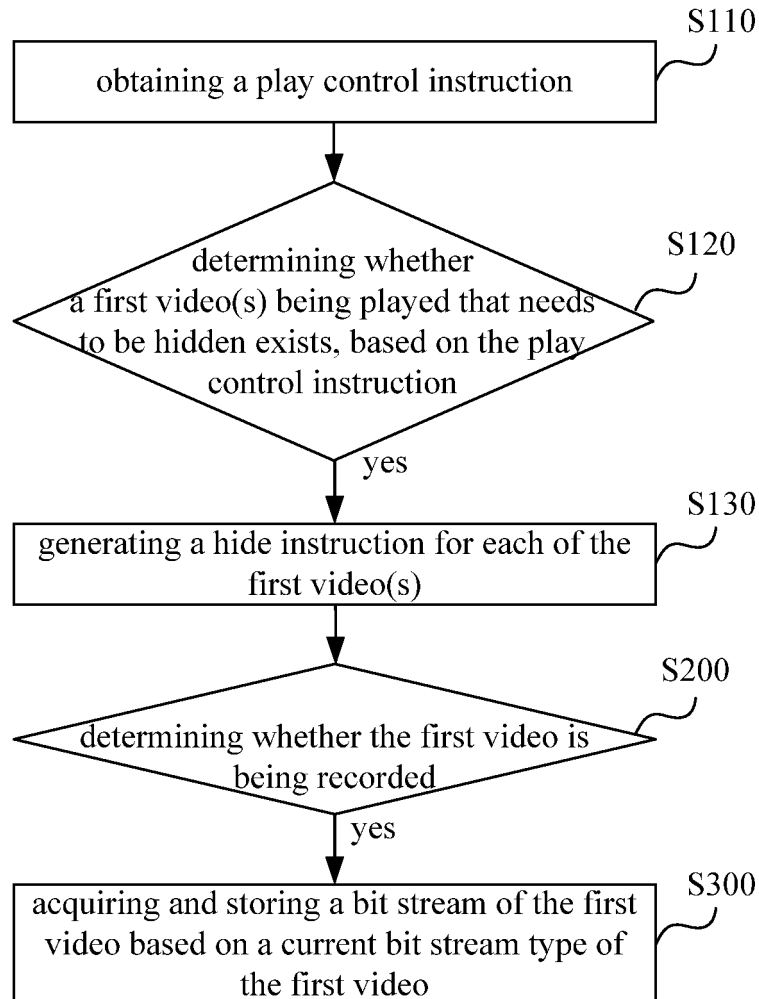 S110
obtaining a play control instruction
S120
determining whether
a first video(s) being played that needs
to be hidden exists, based on the play
control instruction
yes
S130
generating a hide instruction for each of the
first video(s)
S200
determining whether the first video is
being recorded
yes
S300
acquiring and storing a bit stream of the first
video based on a current bit stream type of
the first video